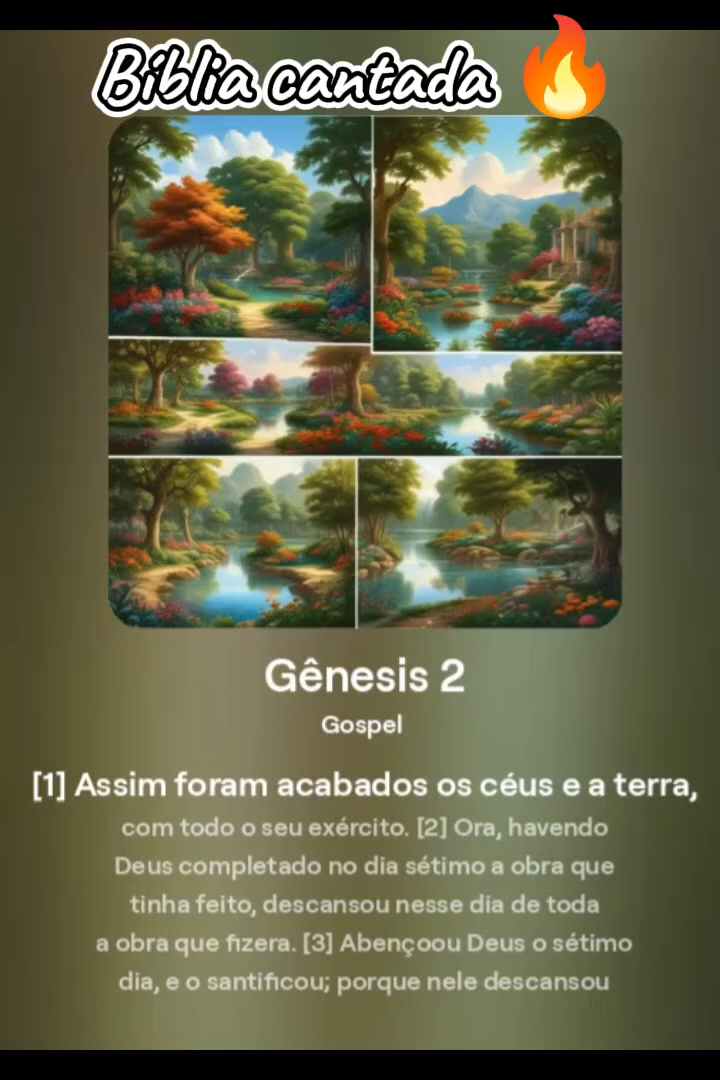 Bíblia cantada 🔥
Gênesis 2
Gospel
[1] Assim foram acabados os céus e a terra,
com todo o seu exército. [2] Ora, havendo
Deus completado no dia sétimo a obra que
tinha feito, descansou nesse dia de toda
a obra que fizera. [3] Abençoou Deus o sétimo
dia, e o santificou; porque nele descansou